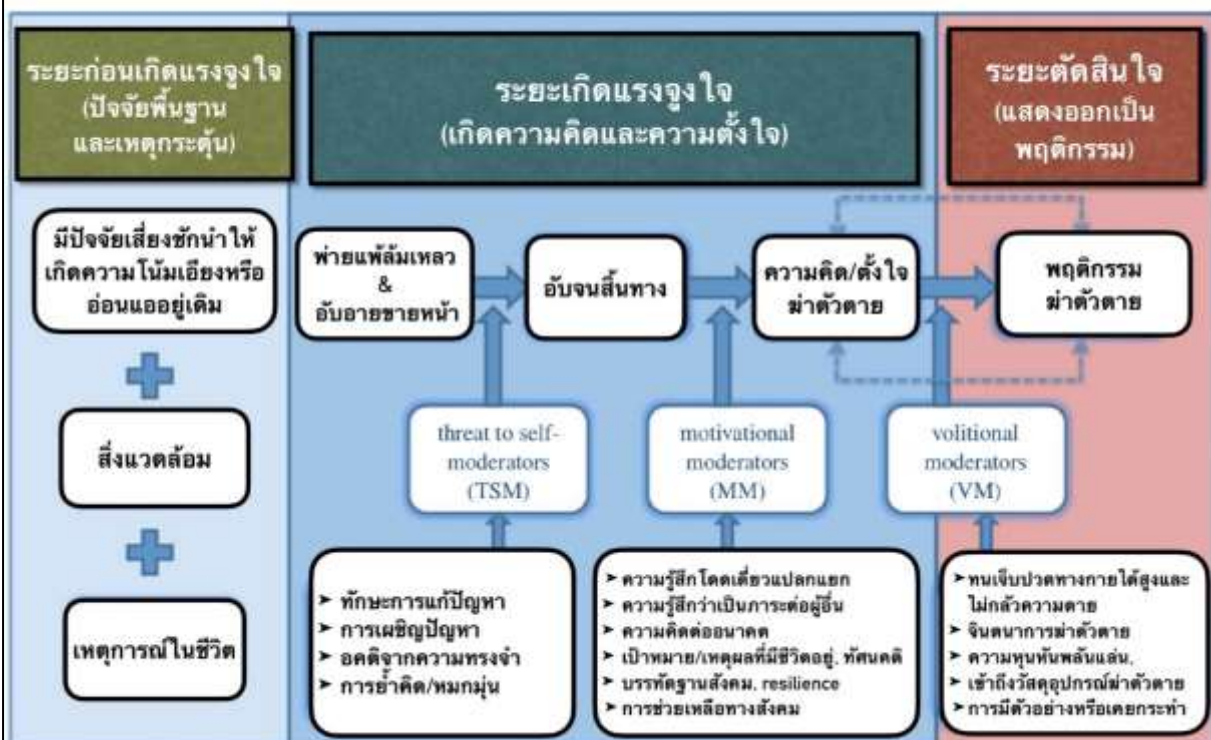 ระยะก่อนเกิดแรงจูงใจ
(ปัจจัยพื้นฐาน
และเหตุกระตุ้น)
ระยะเกิดแรงจูงใจ
(เกิดความคิดและความตั้งใจ)
ระยะตัดสินใจ
(แสดงออกเป็น
พฤติกรรม)
มีปัจจัยเสี่ยงชักนำให้
เกิดความโน้มเอียงหรือ
อ่อนแออยู่เดิม
สิ่งแวดล้อม
เหตุการณ์ในชีวิต
พ่ายแพ้ล้มเหลว
&
อับอายขายหน้า
อับจนสิ้นทาง
ความคิด/ตั้งใจ
ฆ่าตัวตาย
พฤติกรรม
ฆ่าตัวตาย
threat to self-
moderators
(TSM)
motivational
moderators
(MM)
volitional
moderators
(VM)
➤ ทักษะการแก้ปัญหา
➤ การเผชิญปัญหา
➤ อคติจากความทรงจำ
➤ การย้ำคิด/หมกมุ่น
➤ ความรู้สึกโดดเดี่ยวแปลกแยก
➤ ความรู้สึกว่าเป็นภาระต่อผู้อื่น
➤ ความคิดต่ออนาคต
➤ เป้าหมาย/เหตุผลที่มีชีวิตอยู่, ทัศนคติ
➤ บรรทัดฐานสังคม, resilience
➤ การช่วยเหลือทางสังคม
➤ ทนเจ็บปวดทางกายได้สูงและ
ไม่กลัวความตาย
➤ จินตนาการฆ่าตัวตาย
➤ ความหุนหันพลันแล่น,
➤ เข้าถึงวัสดุอุปกรณ์ฆ่าตัวตาย
➤ การมีตัวอย่างหรือเคยกระทำ